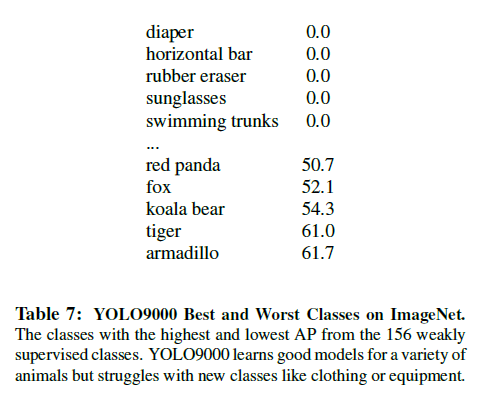 diaper 0.0
horizontal bar 0.0
rubber eraser 0.0
sunglasses 0.0
swimming trunks 0.0
...
red panda 50.7
fox 52.1
koala bear 54.3
tiger 61.0
armadillo 61.7
Table 7: YOLO9000 Best and Worst Classes on ImageNet.
The classes with the highest and lowest AP from the 156 weakly
supervised classes. YOLO9000 learns good models for a variety of
animals but struggles with new classes like clothing or equipment.